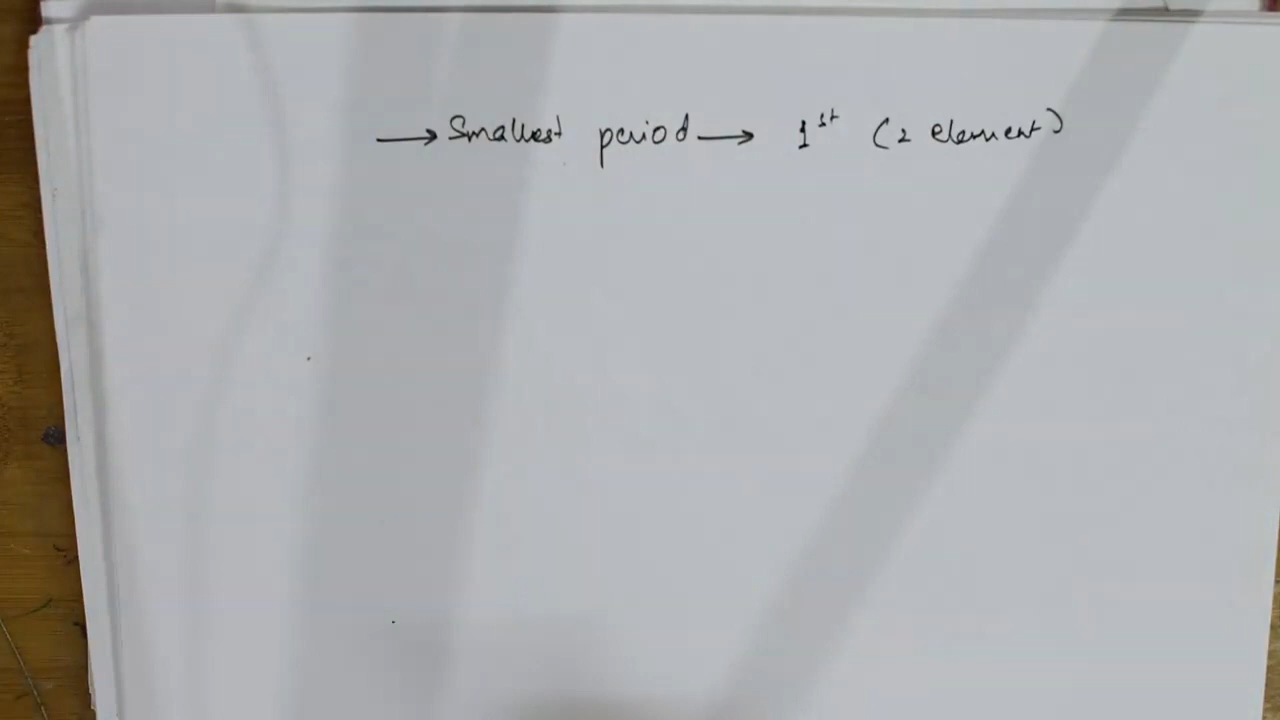 → Smallest period → 1st (2 element)